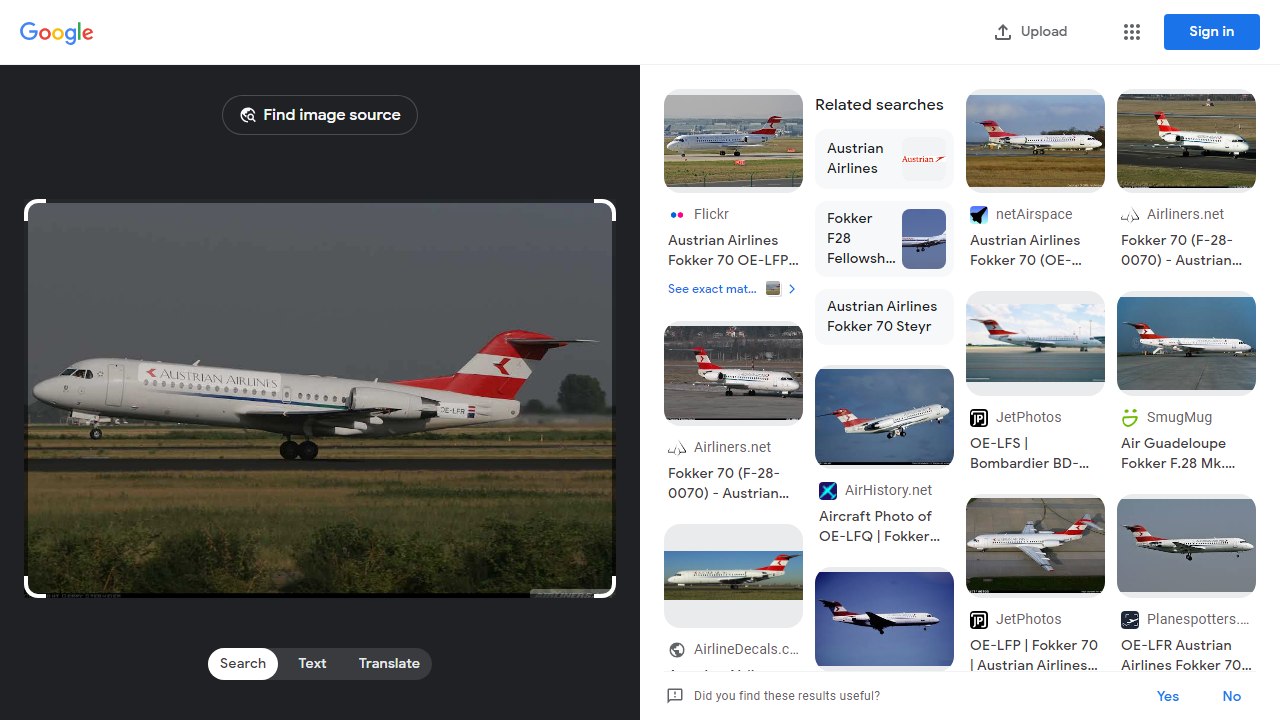 Google
Upload
Sign in
Find image source
AUSTRIAN AIRLINES
OE-LFR
AIRLINERS
Search
Text
Translate
Flickr
Austrian Airlines
Fokker 70 OE-LFP...
See exact mat...
Airliners.net
Fokker 70 (F-28-
0070) - Austrian...
AirlineDecals.c...
Related searches
Austrian
Airlines
Austrian
Fokker
F28
Fellowsh...
Austrian Airlines
Fokker 70 Steyr
AirHistory.net
Aircraft Photo of
OE-LFQ | Fokker...
netAirspace
Austrian Airlines
Fokker 70 (OE-...
JetPhotos
OE-LFS |
Bombardier BD-...
JetPhotos
OE-LFP | Fokker 70
| Austrian Airlines...
Airliners.net
Fokker 70 (F-28-
0070) - Austrian...
SmugMug
Air Guadeloupe
Fokker F.28 Mk....
Planespotters....
OE-LFR Austrian
Airlines Fokker 70...
Did you find these results useful?
Yes
No